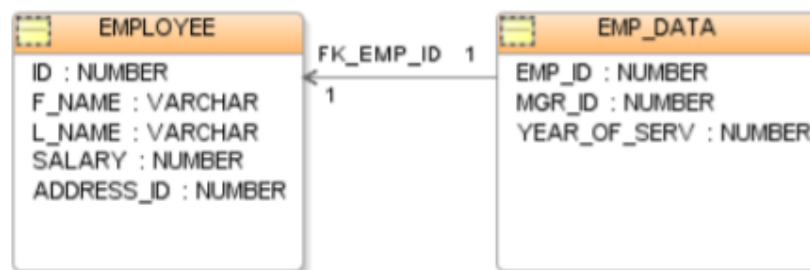 EMPLOYEE
ID : NUMBER
F_NAME : VARCHAR
L_NAME : VARCHAR
SALARY : NUMBER
ADDRESS_ID : NUMBER
FK_EMP_ID 1
1
EMP_DATA
EMP_ID : NUMBER
MGR_ID : NUMBER
YEAR_OF_SERV : NUMBER